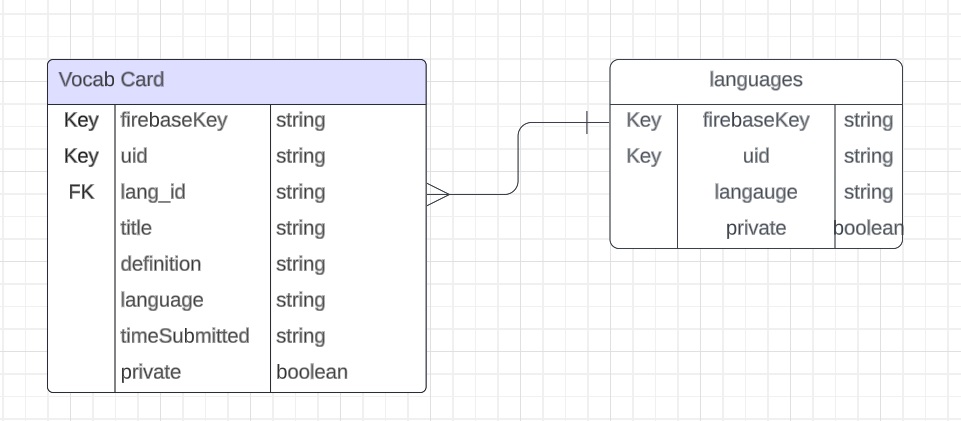 Vocab Card
Key firebaseKey string
Key uid string
FK lang_id string
title string
definition string
language string
timeSubmitted string
private boolean
languages
Key firebaseKey string
Key uid string
langauge string
private boolean